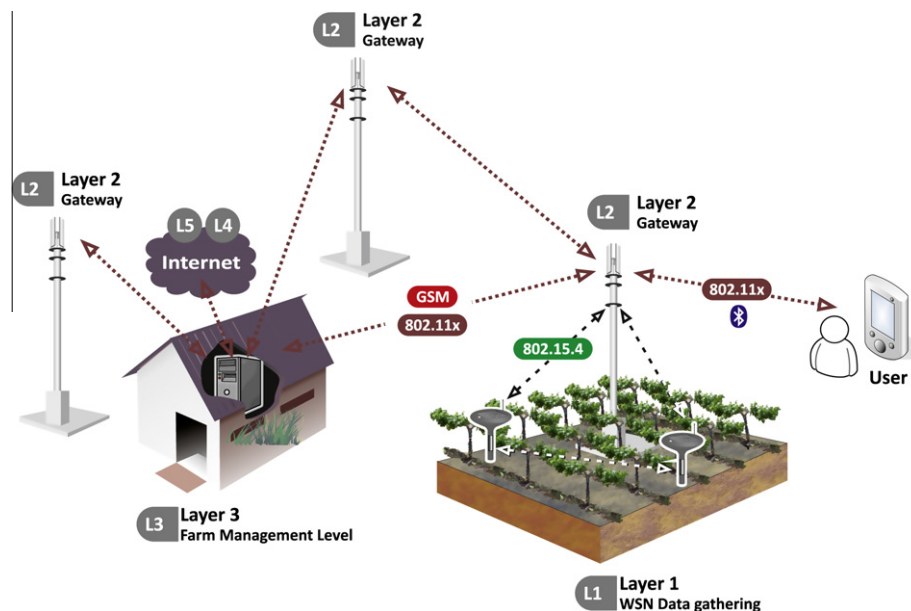 L2 Layer 2
Gateway
L2 Layer 2
Gateway
L5 L4
Internet
L2 Layer 2
Gateway
GSM
802.11x
802.11x
802.15.4
User
L3 Layer 3
Farm Management Level
L1 Layer 1
WSN Data gathering